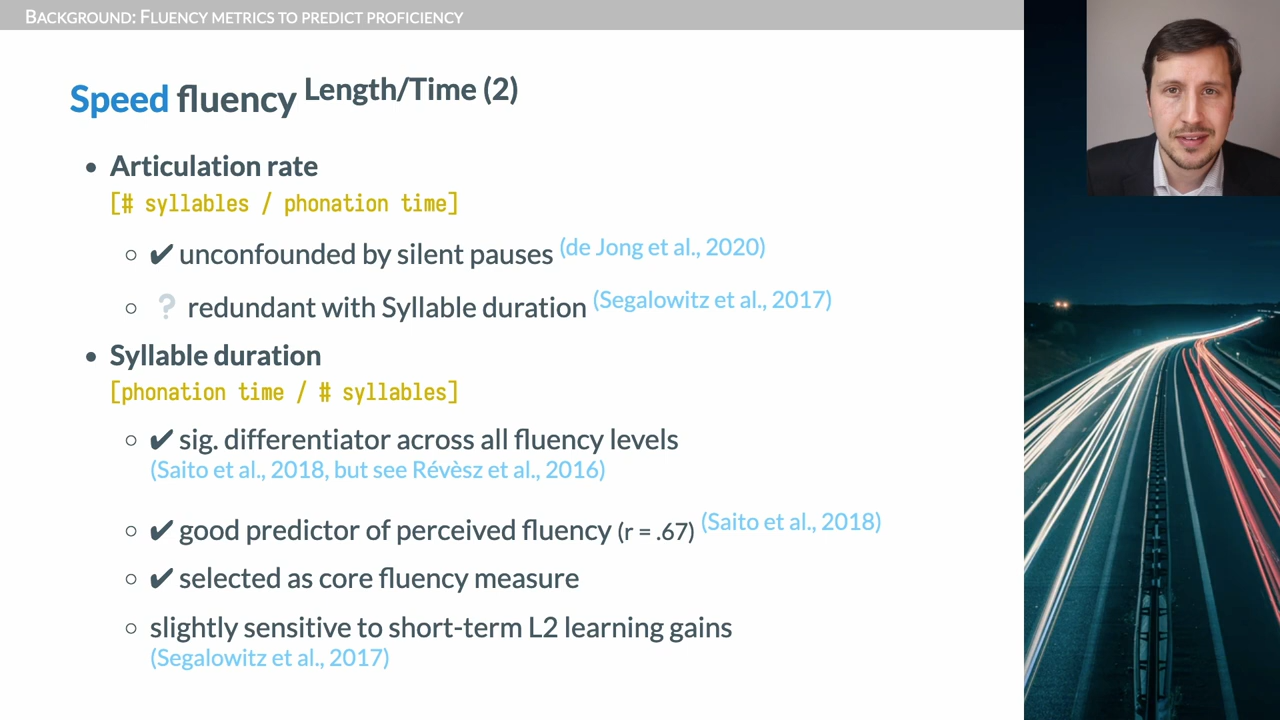 BACKGROUND: FLUENCY METRICS TO PREDICT PROFICIENCY
Speed fluency Length/Time (2)
• Articulation rate
[# syllables / phonation time]
○ ✔ unconfounded by silent pauses (de Jong et al., 2020)
○ ❔ redundant with Syllable duration (Segalowitz et al., 2017)
• Syllable duration
[phonation time / # syllables]
○ ✔ sig. differentiator across all fluency levels
(Saito et al., 2018, but see Révèsz et al., 2016)
○ ✔ good predictor of perceived fluency (r = .67) (Saito et al., 2018)
○ ✔ selected as core fluency measure
○ slightly sensitive to short-term L2 learning gains
(Segalowitz et al., 2017)